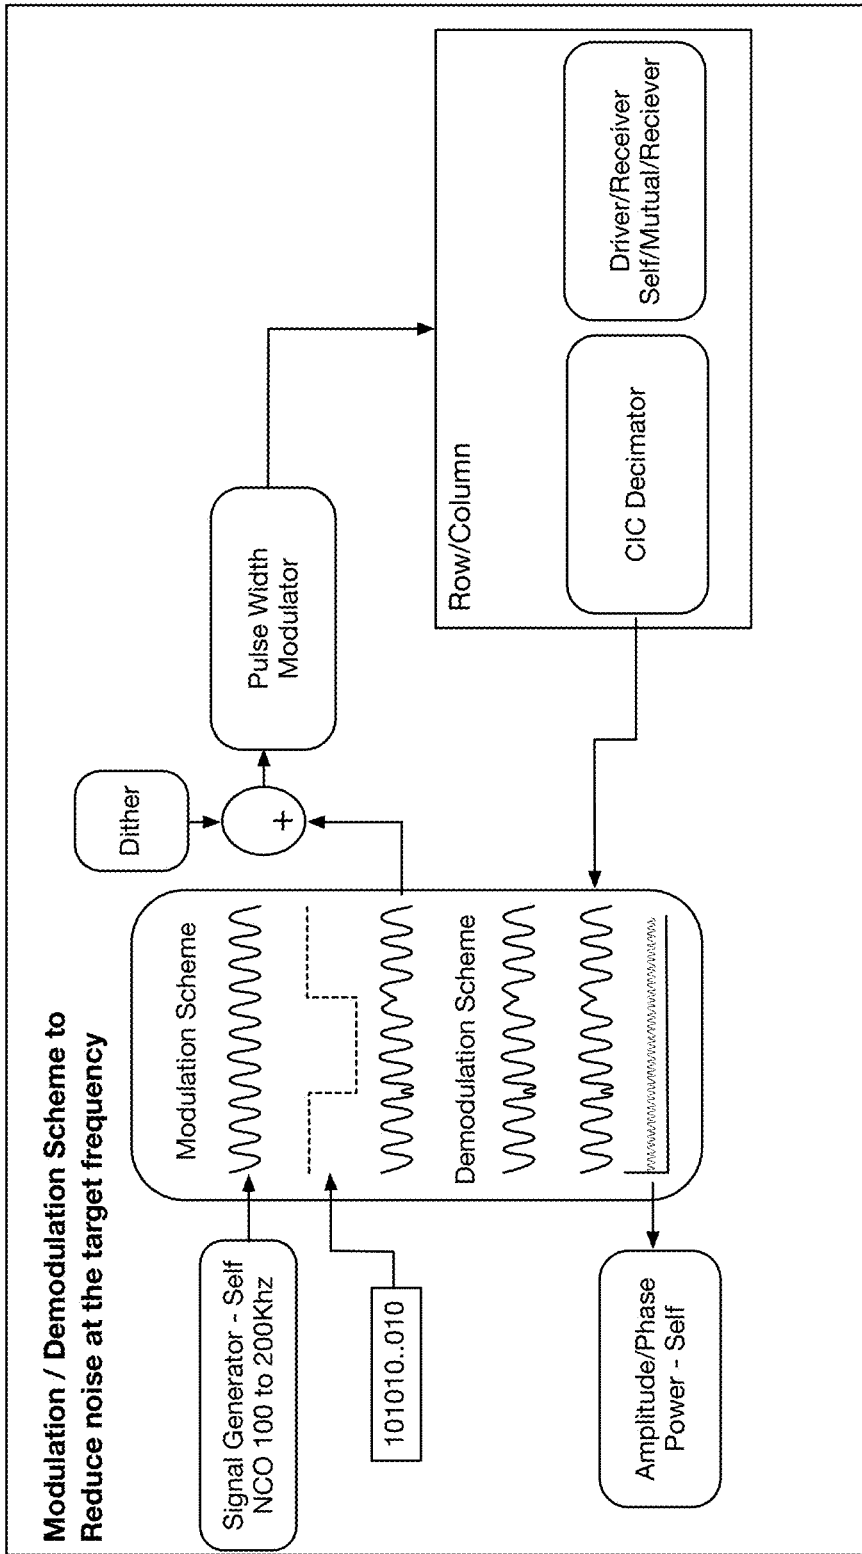 Modulation / Demodulation Scheme to
Reduce noise at the target frequency
Signal Generator - Self
NCO 100 to 200Khz
101010..010
Amplitude/Phase
Power - Self
Modulation Scheme
Demodulation Scheme
Dither
+
Pulse Width
Modulator
Row/Column
CIC Decimator
Driver/Receiver
Self/Mutual/Reciever